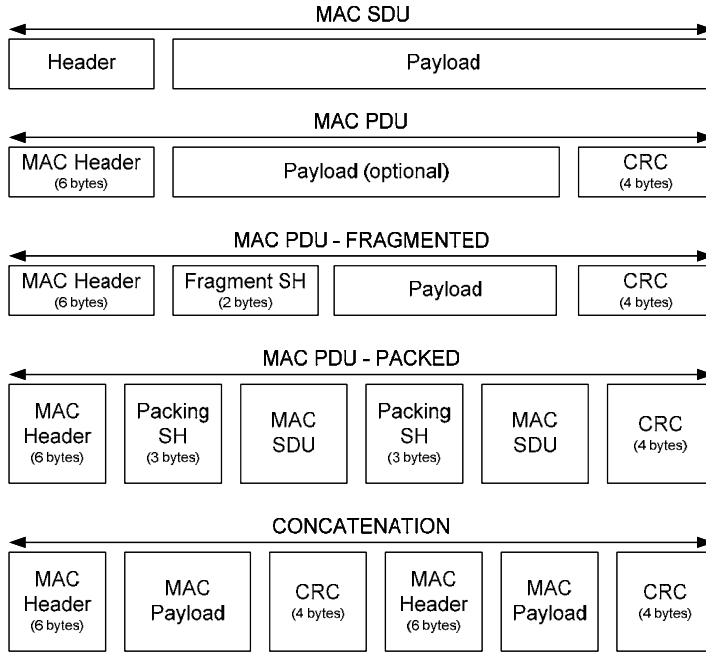 MAC SDU
Header
Payload
MAC PDU
MAC Header
(6 bytes)
Payload (optional)
CRC
(4 bytes)
MAC PDU - FRAGMENTED
MAC Header
(6 bytes)
Fragment SH
(2 bytes)
Payload
CRC
(4 bytes)
MAC PDU - PACKED
MAC
Header
(6 bytes)
Packing
SH
(3 bytes)
MAC
SDU
Packing
SH
(3 bytes)
MAC
SDU
CRC
(4 bytes)
CONCATENATION
MAC
Header
(6 bytes)
MAC
Payload
CRC
(4 bytes)
MAC
Header
(6 bytes)
MAC
Payload
CRC
(4 bytes)